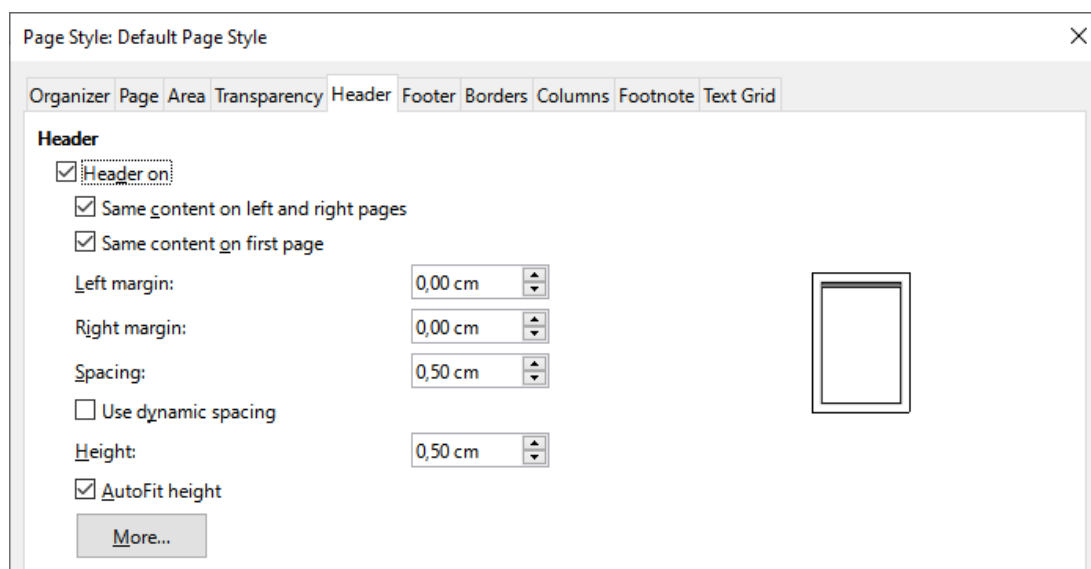 Page Style: Default Page Style
Organizer Page Area Transparency Header Footer Borders Columns Footnote Text Grid
Header
Header on
Same content on left and right pages
Same content on first page
Left margin: 0,00 cm
Right margin: 0,00 cm
Spacing: 0,50 cm
Use dynamic spacing
Height: 0,50 cm
AutoFit height
More...